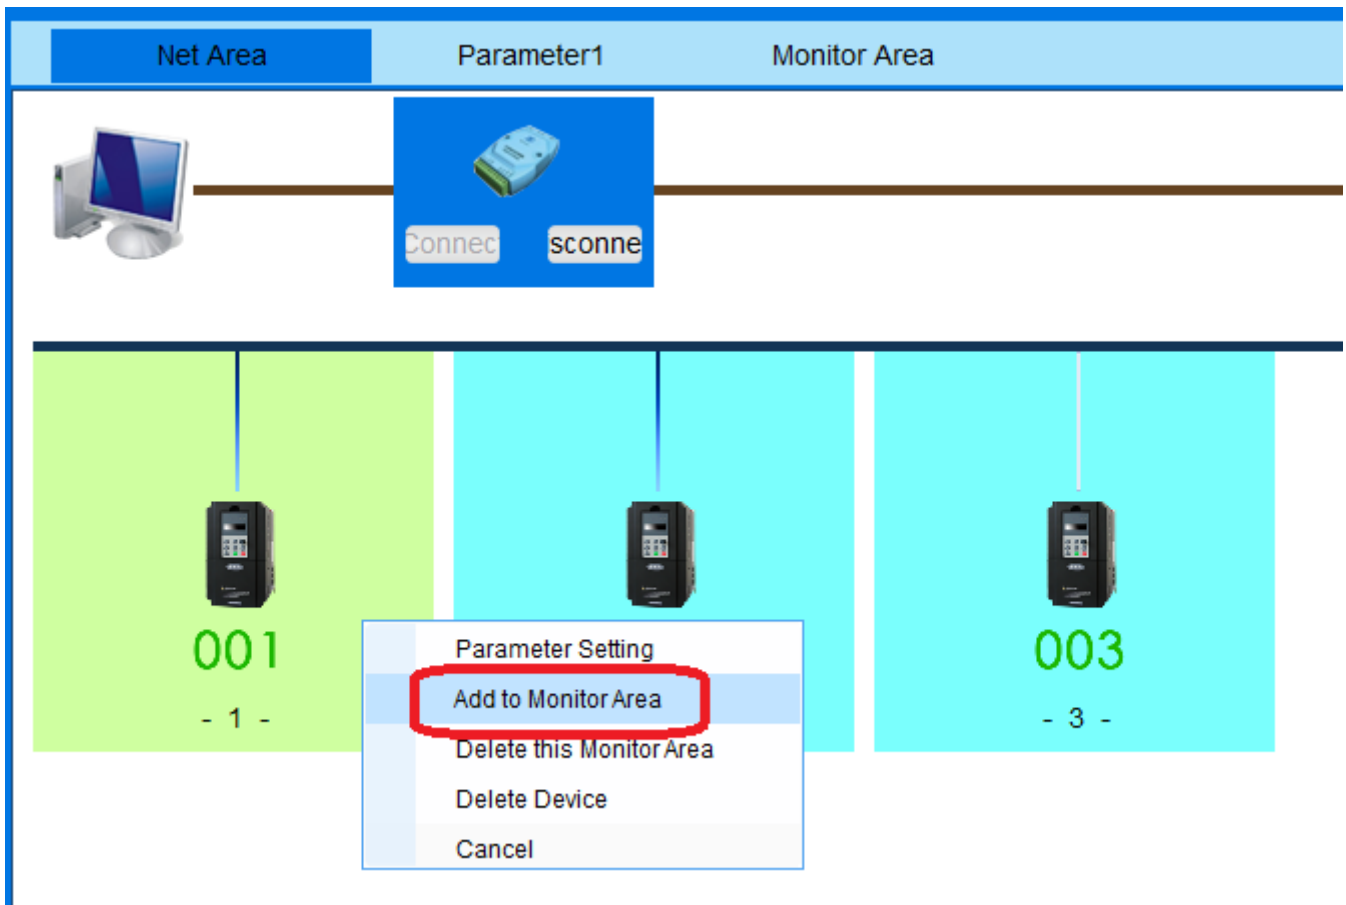 Net Area Parameter1 Monitor Area
Connec sconne
001 003
- 1 - - 3 -
Parameter Setting
Add to Monitor Area
Delete this Monitor Area
Delete Device
Cancel